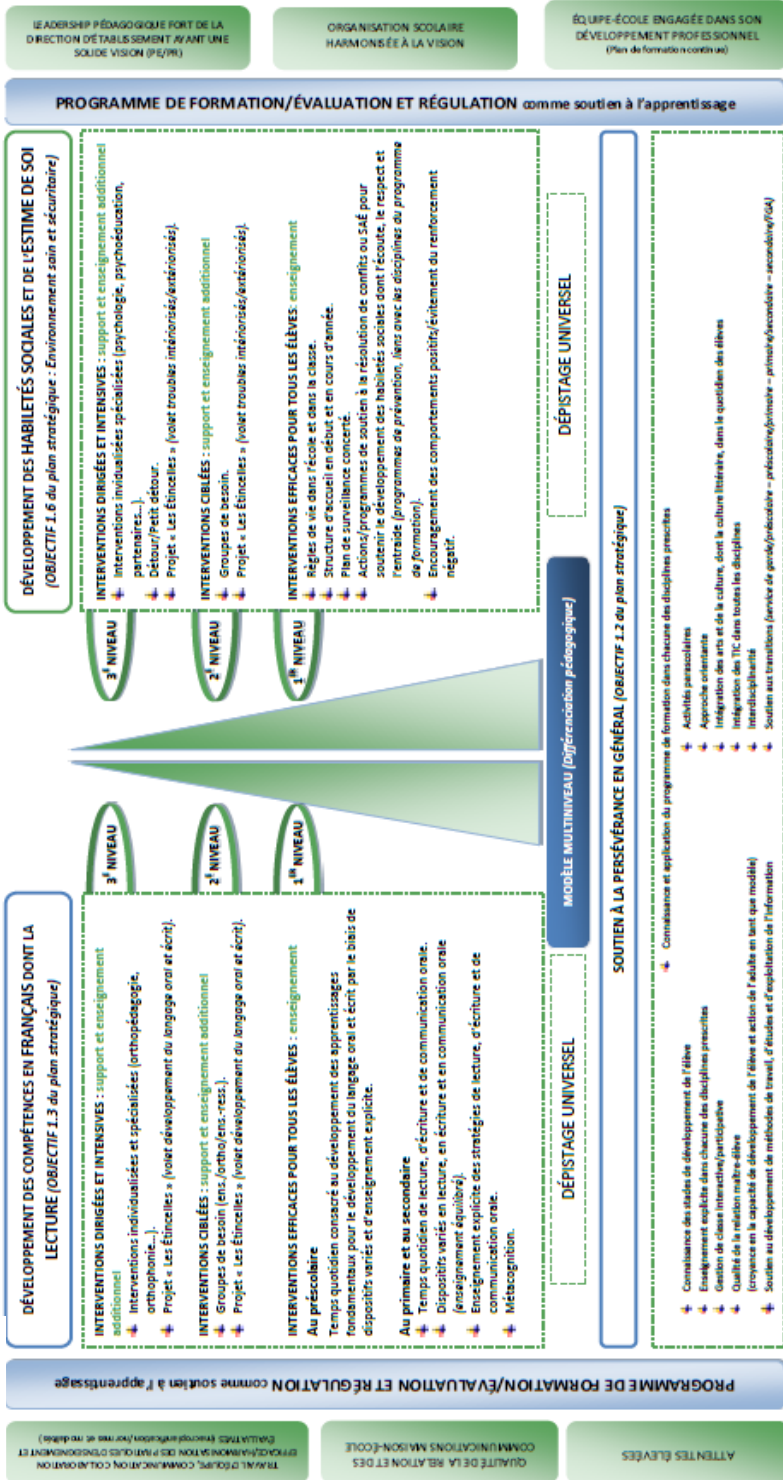 TRAVAIL D'ÉQUIPE, COMMUNICATION, COLLABORATION
EFFICACE/HARMONISATION DES PRATIQUES D'ENSEIGNEMENT ET
ÉVALUATIVES (macroplanification/normes et modalités)
QUALITÉ DE LA RELATION ET DES
COMMUNICATIONS MAISON-ÉCOLE
ATTENTES ÉLEVÉES
PROGRAMME DE FORMATION/ÉVALUATION ET RÉGULATION comme soutien à l'apprentissage
DÉVELOPPEMENT DES COMPÉTENCES EN FRANÇAIS DONT LA
LECTURE (OBJECTIF 1.3 du plan stratégique)
INTERVENTIONS DIRIGÉES ET INTENSIVES : support et enseignement
additionnel
Interventions individualisées et spécialisées (orthopédagogie,
orthophonie...).
Projet « Les Étincelles » (volet développement du langage oral et écrit).
INTERVENTIONS CIBLÉES : support et enseignement additionnel
Groupes de besoin (ens./ortho/ens.-ress.).
Projet « Les Étincelles » (volet développement du langage oral et écrit).
INTERVENTIONS EFFICACES POUR TOUS LES ÉLÈVES : enseignement
Au préscolaire
Temps quotidien consacré au développement des apprentissages
fondamentaux pour le développement du langage oral et écrit par le biais de
dispositifs variés et d'enseignement explicite.
Au primaire et au secondaire
Temps quotidien de lecture, d'écriture et de communication orale.
Dispositifs variés en lecture, en écriture et en communication orale
(enseignement équilibré).
Enseignement explicite des stratégies de lecture, d'écriture et de
communication orale.
Métacognition.
3E NIVEAU
2E NIVEAU
1ER NIVEAU
3E NIVEAU
2E NIVEAU
1ER NIVEAU
DÉVELOPPEMENT DES HABILETÉS SOCIALES ET DE L'ESTIME DE SOI
(OBJECTIF 1.6 du plan stratégique : Environnement sain et sécuritaire)
INTERVENTIONS DIRIGÉES ET INTENSIVES : support et enseignement additionnel
Interventions invidualisées spécialisées (psychologie, psychoéducation,
partenaires...).
Détour/Petit détour.
Projet « Les Étincelles » (volet troubles intériorisés/extériorisés).
INTERVENTIONS CIBLÉES : support et enseignement additionnel
Groupes de besoin.
Projet « Les Étincelles » (volet troubles intériorisés/extériorisés).
INTERVENTIONS EFFICACES POUR TOUS LES ÉLÈVES: enseignement
Règles de vie dans l'école et dans la classe.
Structure d'accueil en début et en cours d'année.
Plan de surveillance concerté.
Actions/programmes de soutien à la résolution de conflits ou SAÉ pour
soutenir le développement des habiletés sociales dont l'écoute, le respect et
l'entraide (programmes de prévention, liens avec les disciplines du programme
de formation).
Encouragement des comportements positifs/évitement du renforcement
négatif.
DÉPISTAGE UNIVERSEL
MODÈLE MULTINIVEAU (Différenciation pédagogique)
DÉPISTAGE UNIVERSEL
SOUTIEN À LA PERSÉVÉRANCE EN GÉNÉRAL (OBJECTIF 1.2 du plan stratégique)
Connaissance et application du programme de formation dans chacune des disciplines prescrites
Connaissance des stades de développement de l'élève
Enseignement explicite dans chacune des disciplines prescrites
Gestion de classe interactive/participative
Qualité de la relation maître-élève
(croyance en la capacité de développement de l'élève et action de l'adulte en tant que modèle)
Soutien au développement de méthodes de travail, d'études et d'exploitation de l'information
Activités parascolaires
Approche orientante
Intégration des arts et de la culture, dont la culture littéraire, dans le quotidien des élèves
Intégration des TIC dans toutes les disciplines
Interdisciplinarité
Soutien aux transitions (service de garde/préscolaire – préscolaire/primaire – primaire/secondaire – secondaire/FGA)
PROGRAMME DE FORMATION/ÉVALUATION ET RÉGULATION comme soutien à l'apprentissage
LEADERSHIP PÉDAGOGIQUE FORT DE LA
DIRECTION D'ÉTABLISSEMENT AYANT UNE
SOLIDE VISION (PE/PR)
ORGANISATION SCOLAIRE
HARMONISÉE À LA VISION
ÉQUIPE-ÉCOLE ENGAGÉE DANS SON
DÉVELOPPEMENT PROFESSIONNEL
(Plan de formation continue)